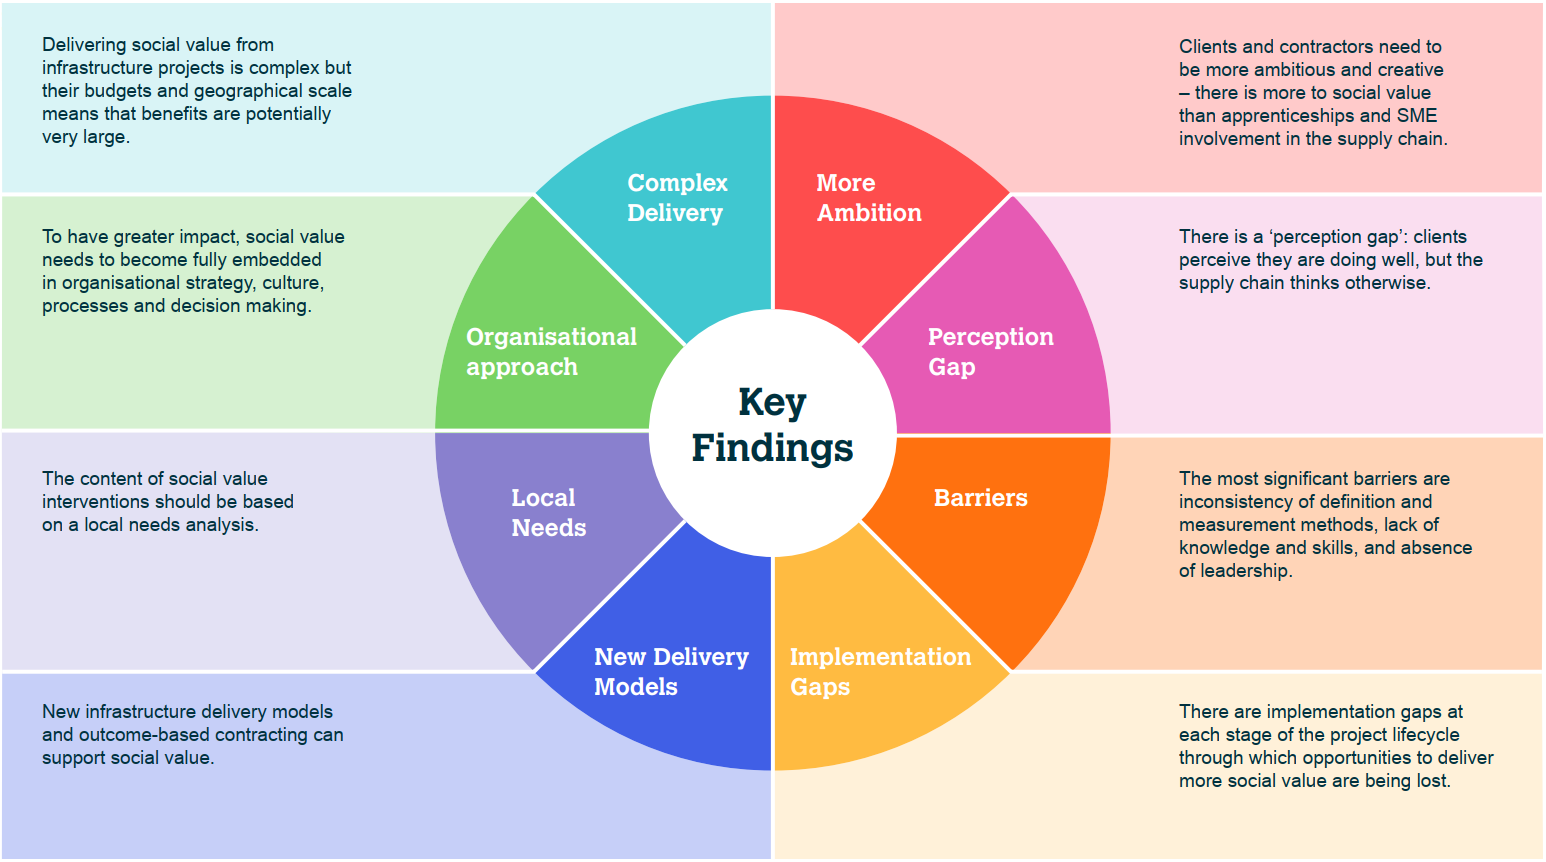 Delivering social value from
infrastructure projects is complex but
their budgets and geographical scale
means that benefits are potentially
very large.
Clients and contractors need to
be more ambitious and creative
– there is more to social value
than apprenticeships and SME
involvement in the supply chain.
Complex
Delivery
More
Ambition
To have greater impact, social value
needs to become fully embedded
in organisational strategy, culture,
processes and decision making.
There is a ‘perception gap’: clients
perceive they are doing well, but the
supply chain thinks otherwise.
Organisational
approach
Perception
Gap
Key
Findings
The content of social value
interventions should be based
on a local needs analysis.
Local
Needs
Barriers
The most significant barriers are
inconsistency of definition and
measurement methods, lack of
knowledge and skills, and absence
of leadership.
New Delivery
Models
Implementation
Gaps
New infrastructure delivery models
and outcome-based contracting can
support social value.
There are implementation gaps at
each stage of the project lifecycle
through which opportunities to deliver
more social value are being lost.